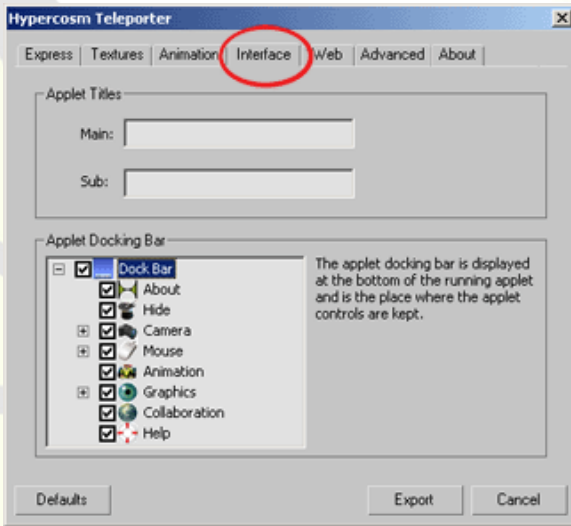 Hypercosm Teleporter
Express Textures Animation Interface Web Advanced About
Applet Titles
Main:
Sub:
Applet Docking Bar
Dock Bar
About
Hide
Camera
Mouse
Animation
Graphics
Collaboration
Help
The applet docking bar is displayed
at the bottom of the running applet
and is the place where the applet
controls are kept.
Defaults Export Cancel